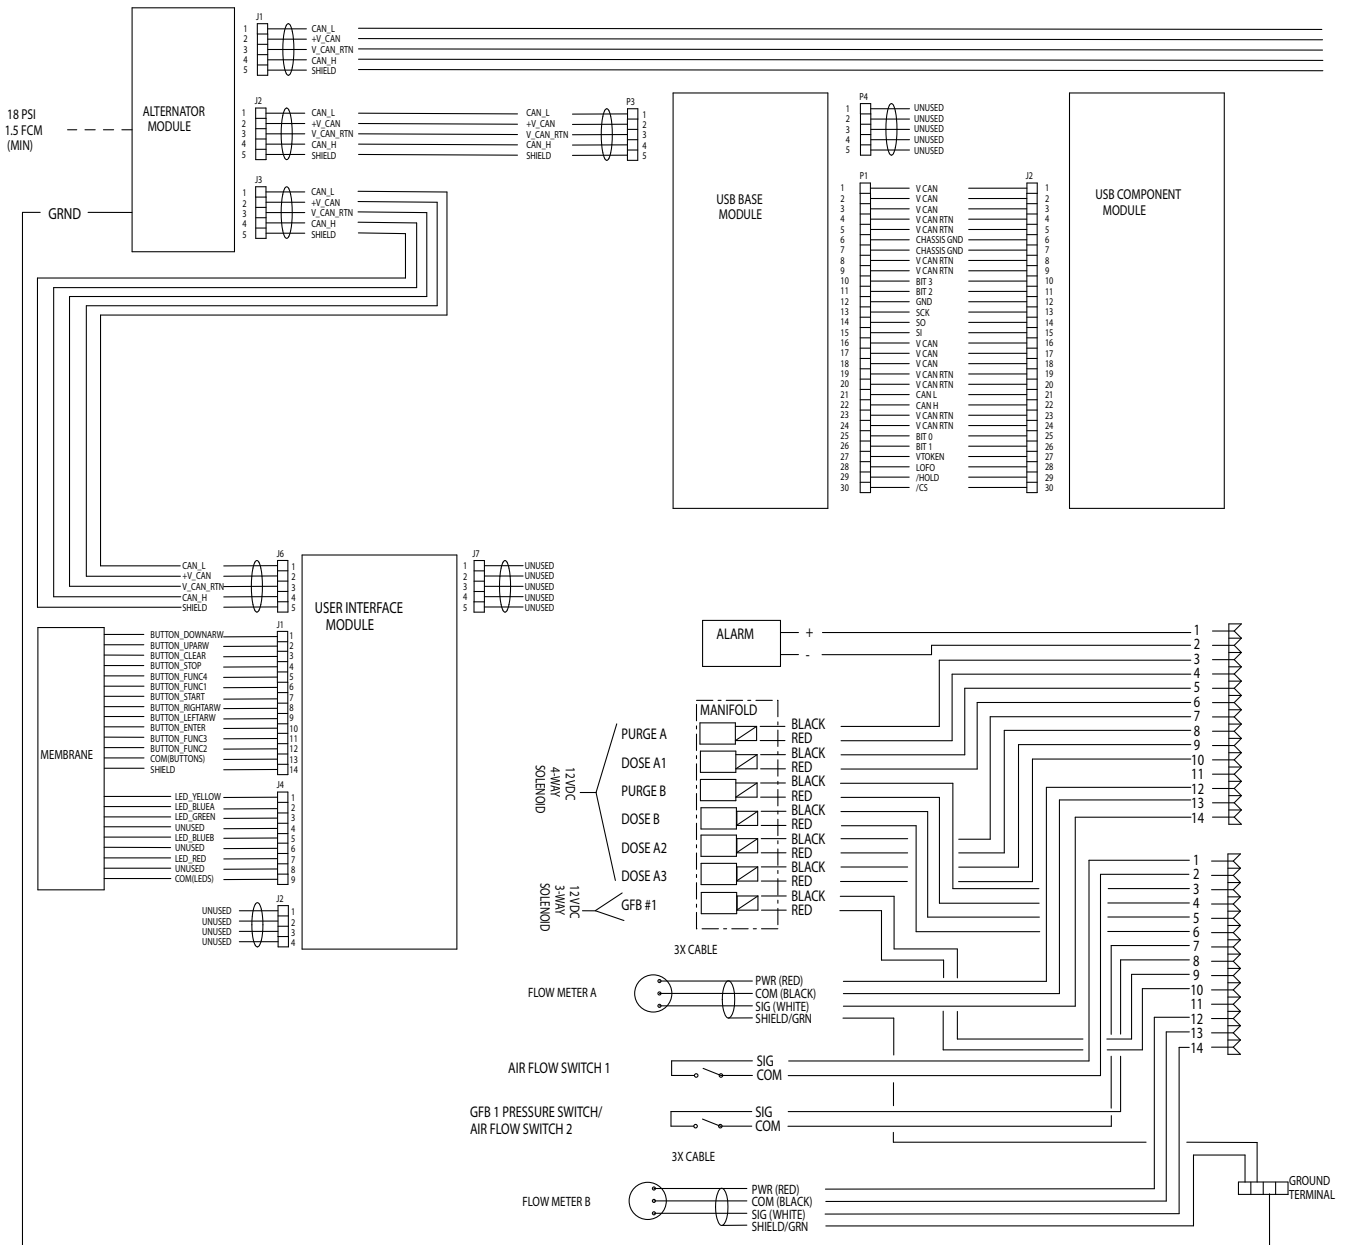 18 PSI
1.5 FCM
(MIN)
GRND
ALTERNATOR
MODULE
J1
1 CAN_L
2 +V_CAN
3 V_CAN_RTN
4 CAN_H
5 SHIELD
J2 P3
1 CAN_L CAN_L 1
2 +V_CAN +V_CAN 2
3 V_CAN_RTN V_CAN_RTN 3
4 CAN_H CAN_H 4
5 SHIELD SHIELD 5
J3
1 CAN_L
2 +V_CAN
3 V_CAN_RTN
4 CAN_H
5 SHIELD
USB BASE
MODULE
P4
1 UNUSED
2 UNUSED
3 UNUSED
4 UNUSED
5 UNUSED
P1 J2
1 V CAN 1
2 V CAN 2
3 V CAN 3
4 V CAN RTN 4
5 V CAN RTN 5
6 CHASSIS GND 6
7 CHASSIS GND 7
8 V CAN RTN 8
9 V CAN RTN 9
10 BIT 3 10
11 BIT 2 11
12 GND 12
13 SCK 13
14 SO 14
15 SI 15
16 V CAN 16
17 V CAN 17
18 V CAN 18
19 V CAN RTN 19
20 V CAN RTN 20
21 CAN L 21
22 CAN H 22
23 V CAN RTN 23
24 V CAN RTN 24
25 BIT 0 25
26 BIT 1 26
27 VTOKEN 27
28 LOFO 28
29 /HOLD 29
30 /CS 30
USB COMPONENT
MODULE
J6
CAN_L 1
+V_CAN 2
V_CAN_RTN 3
CAN_H 4
SHIELD 5
USER INTERFACE
MODULE
J7
1 UNUSED
2 UNUSED
3 UNUSED
4 UNUSED
5 UNUSED
MEMBRANE
J1
BUTTON_DOWNARW 1
BUTTON_UPARW 2
BUTTON_CLEAR 3
BUTTON_STOP 4
BUTTON_FUNC4 5
BUTTON_FUNC1 6
BUTTON_START 7
BUTTON_RIGHTARW 8
BUTTON_LEFTARW 9
BUTTON_ENTER 10
BUTTON_FUNC3 11
BUTTON_FUNC2 12
COM(BUTTONS) 13
SHIELD 14
J4
LED_YELLOW 1
LED_BLUEA 2
LED_GREEN 3
UNUSED 4
LED_BLUEB 5
UNUSED 6
LED_RED 7
UNUSED 8
COM(LEDS) 9
J2
UNUSED 1
UNUSED 2
UNUSED 3
UNUSED 4
ALARM + -
MANIFOLD
12 VDC
4-WAY
SOLENOID
PURGE A BLACK
RED
DOSE A1 BLACK
RED
PURGE B BLACK
RED
DOSE B BLACK
RED
DOSE A2 BLACK
RED
DOSE A3 BLACK
RED
12 VDC
3-WAY
SOLENOID
GFB #1 BLACK
RED
1
2
3
4
5
6
7
8
9
10
11
12
13
14
1
2
3
4
5
6
7
8
9
10
11
12
13
14
3X CABLE
FLOW METER A
PWR (RED)
COM (BLACK)
SIG (WHITE)
SHIELD/GRN
AIR FLOW SWITCH 1
SIG
COM
GFB 1 PRESSURE SWITCH/
AIR FLOW SWITCH 2
SIG
COM
3X CABLE
FLOW METER B
PWR (RED)
COM (BLACK)
SIG (WHITE)
SHIELD/GRN
GROUND
TERMINAL